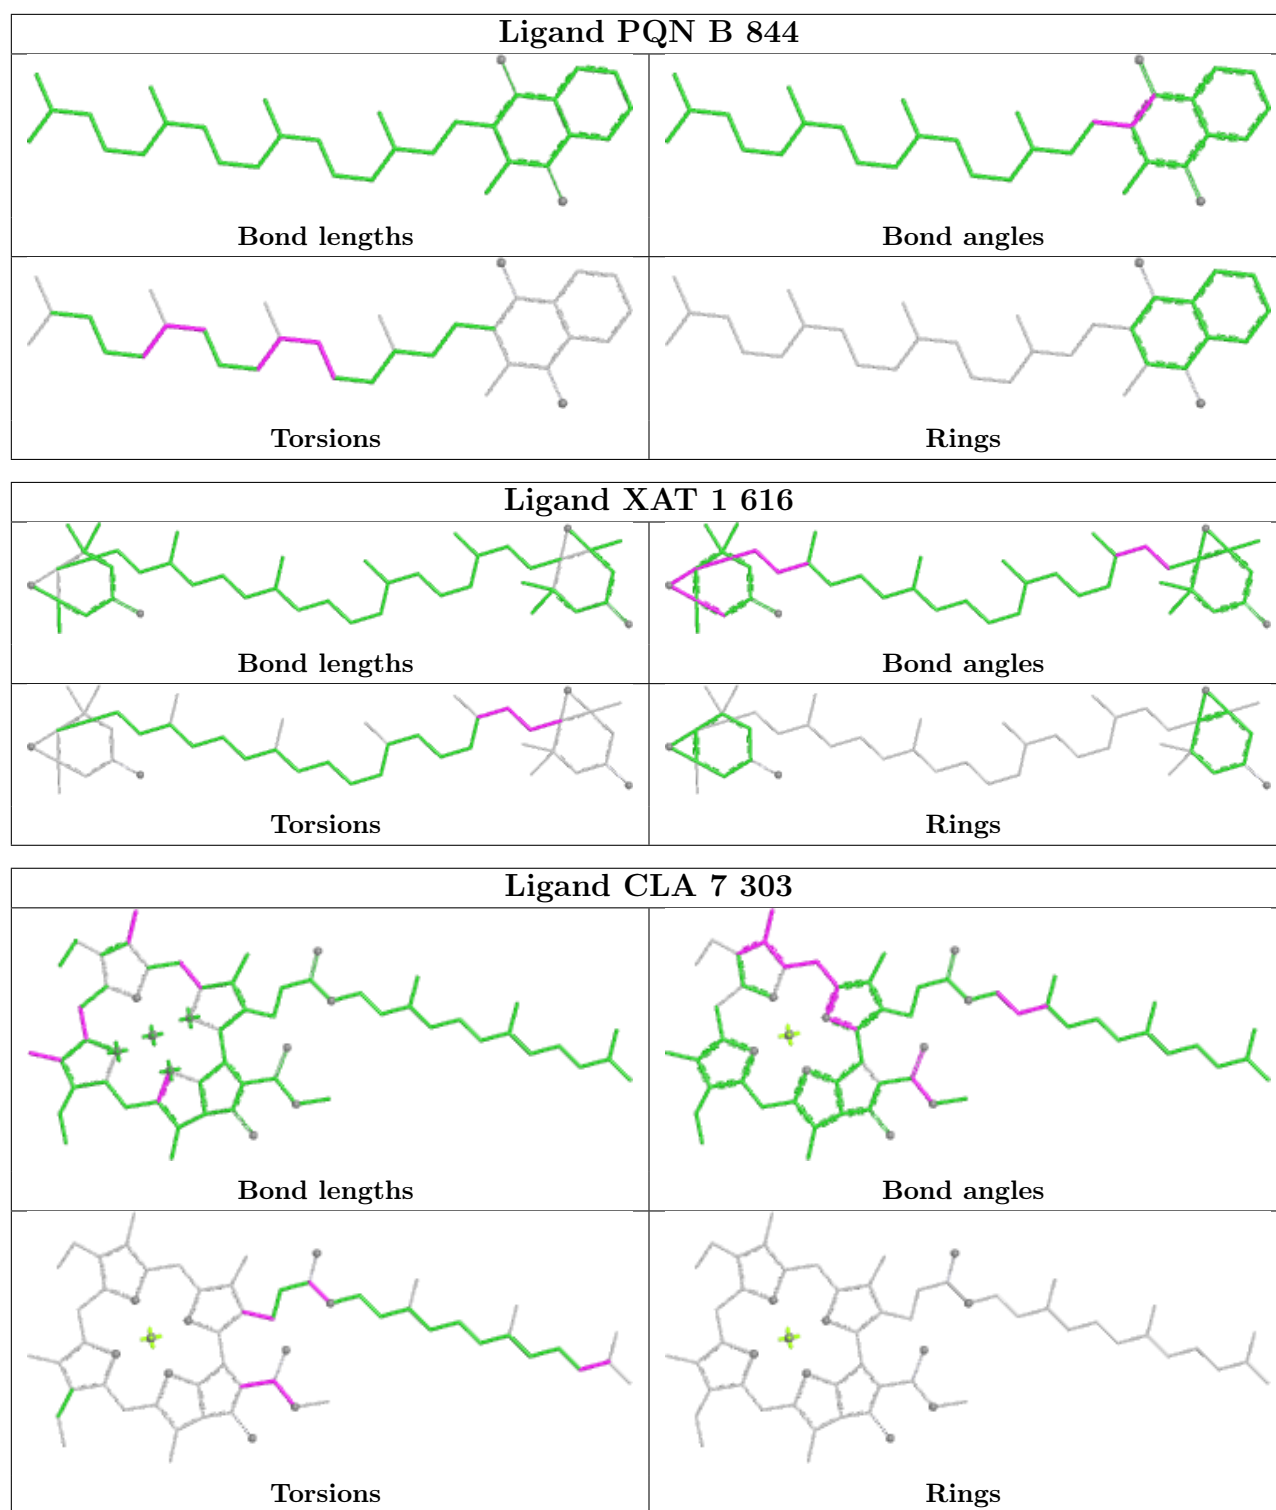 Ligand PQN B 844
Bond lengths
Bond angles
Torsions
Rings
Ligand XAT 1 616
Bond lengths
Bond angles
Torsions
Rings
Ligand CLA 7 303
Bond lengths
Bond angles
Torsions
Rings